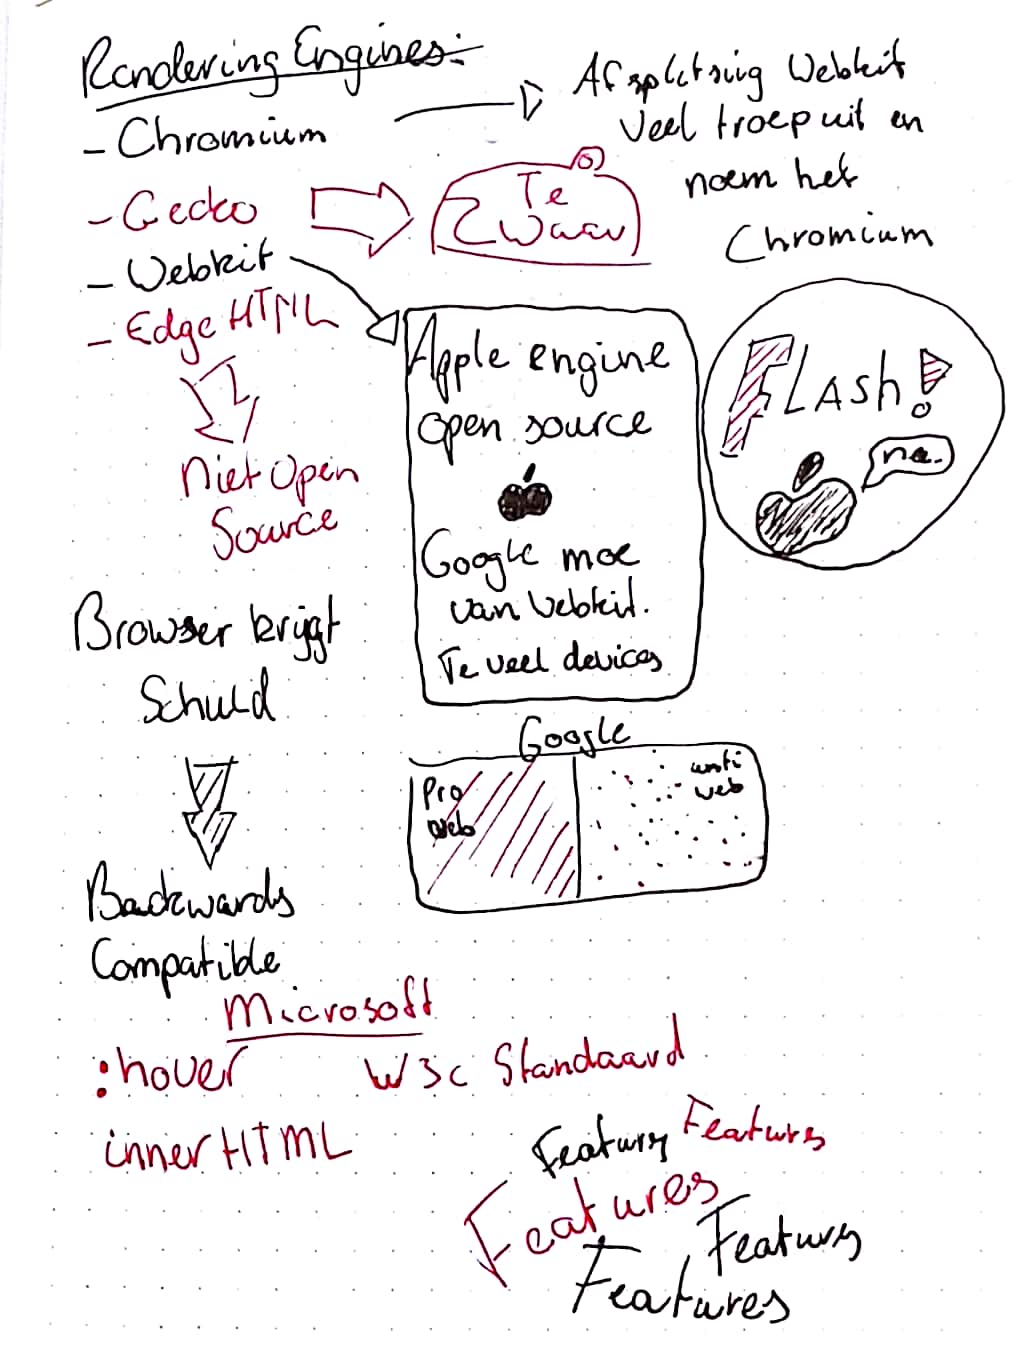 Rendering Engines:
- Chromium
Afsplitsing Webkit
Veel troep uit en
noem het
Chromium
- Gecko
Te
Zwaar
- Webkit
- Edge HTML
Niet Open
Source
Apple engine
open source
Google moe
van Webkit.
Te veel devices
FLASH!
na.
Browser krijgt
Schuld
Backwards
Compatible
Google
Pro
Web
anti
web
Microsoft
:hover
W3C Standaard
innerHTML
Features Features
Features
Features
Features